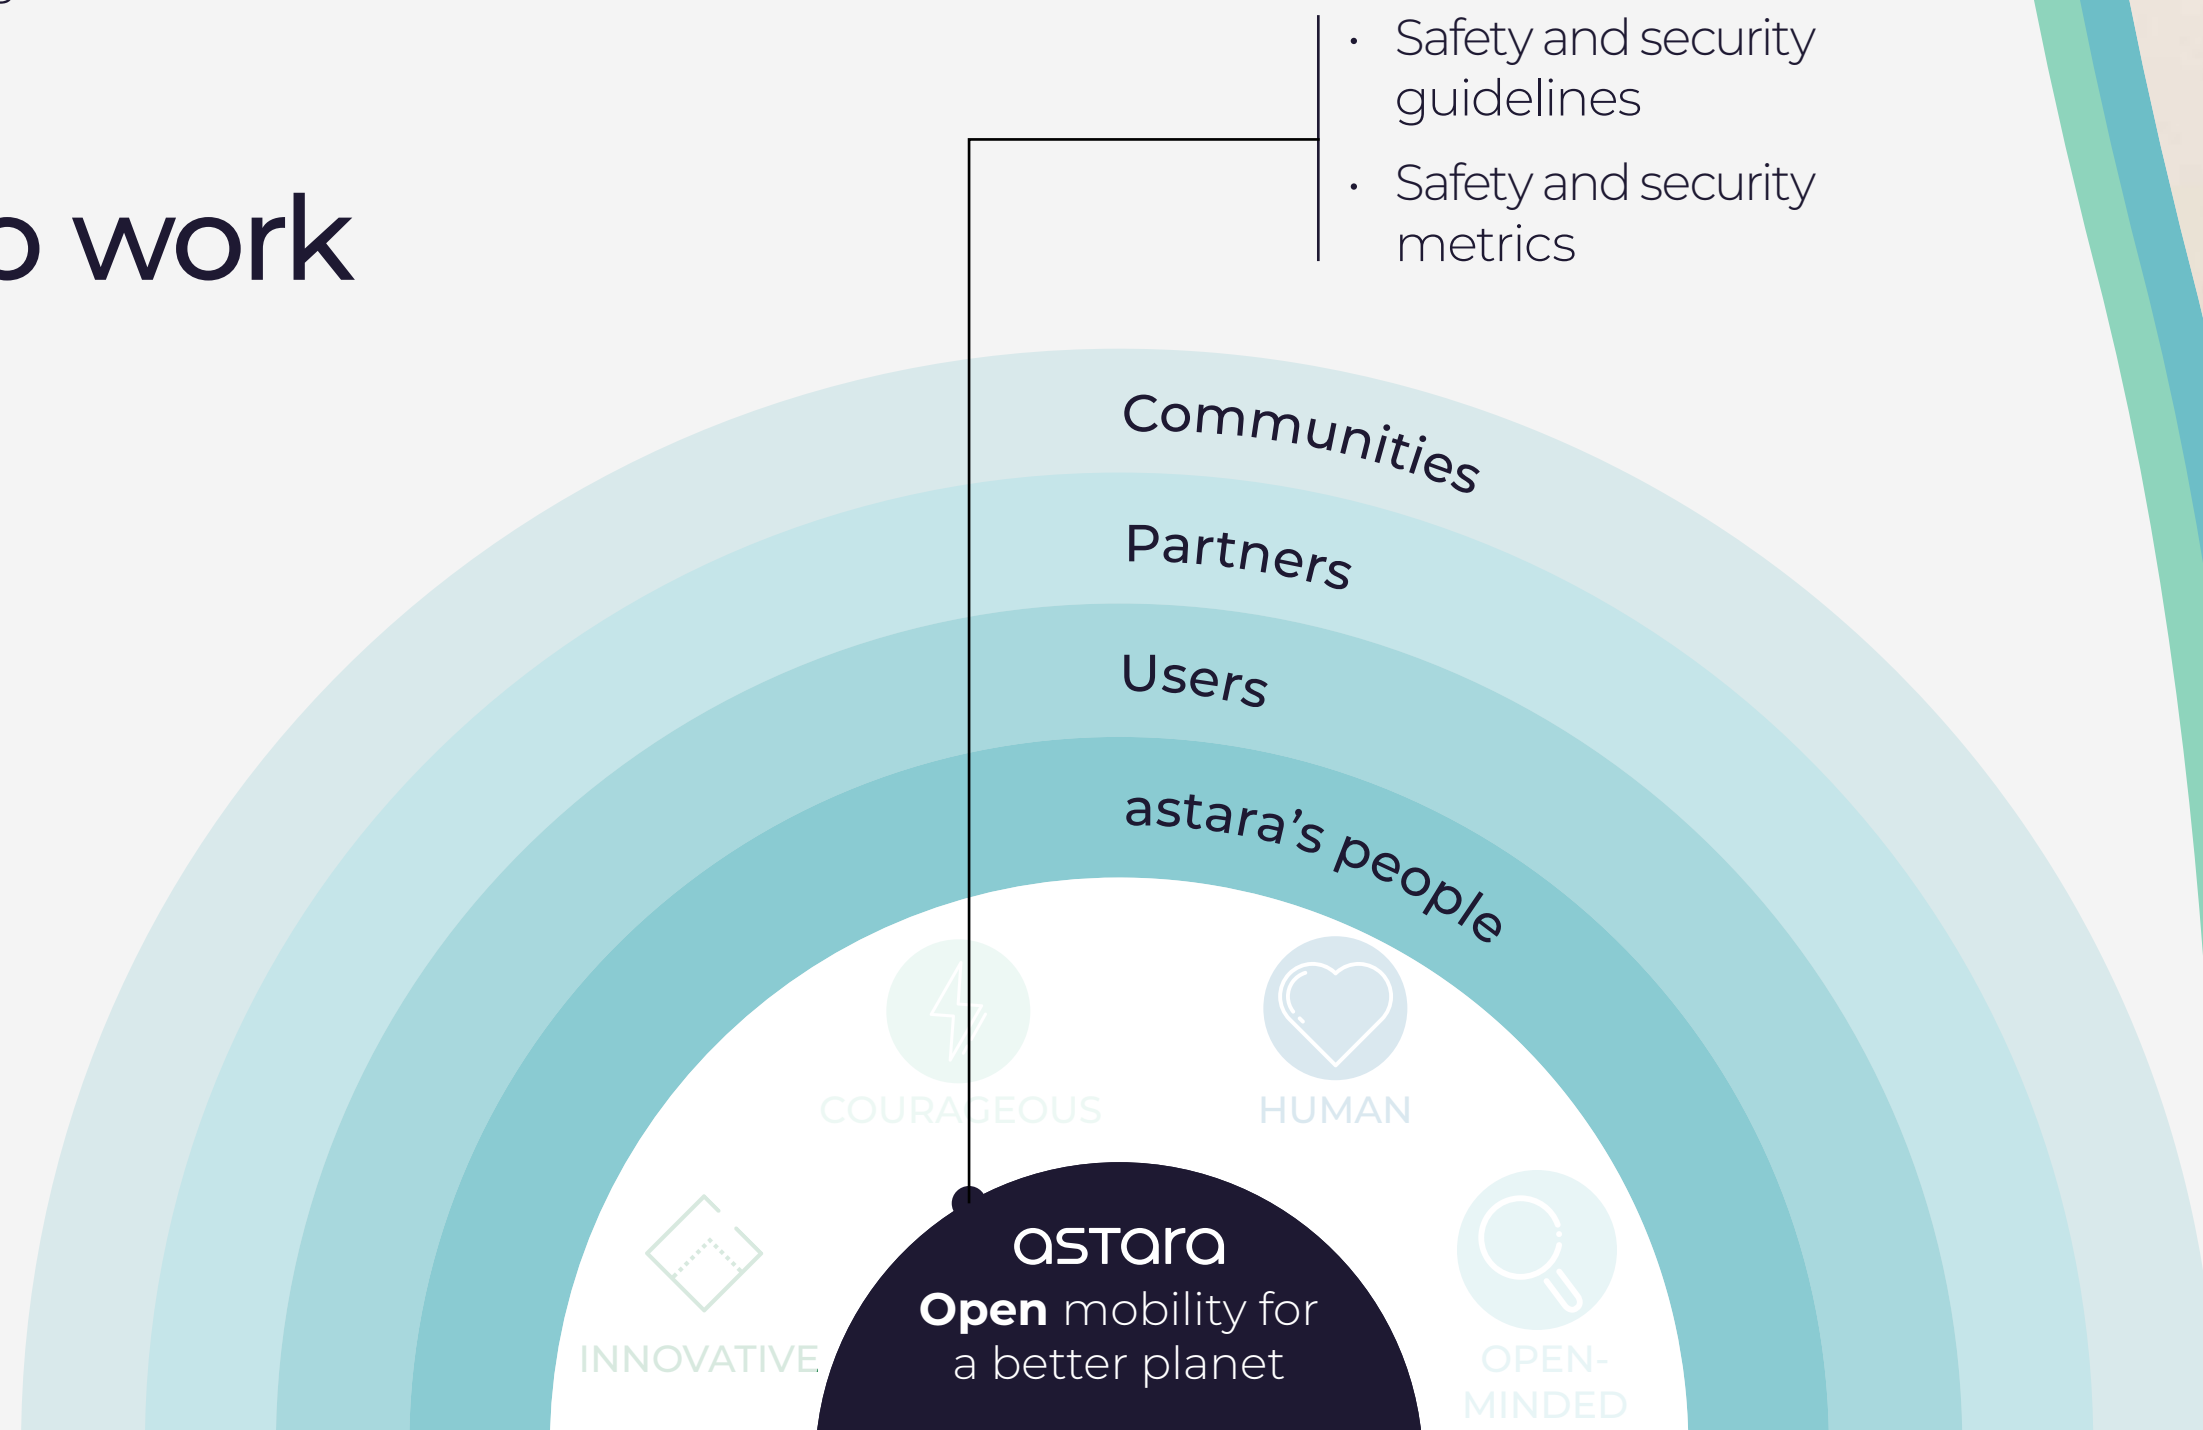 • Safety and security
guidelines
• Safety and security
metrics
work
Communities
Partners
Users
astara’s people
COURAGEOUS
HUMAN
INNOVATIVE
OPEN-
MINDED
astara
Open mobility for
a better planet